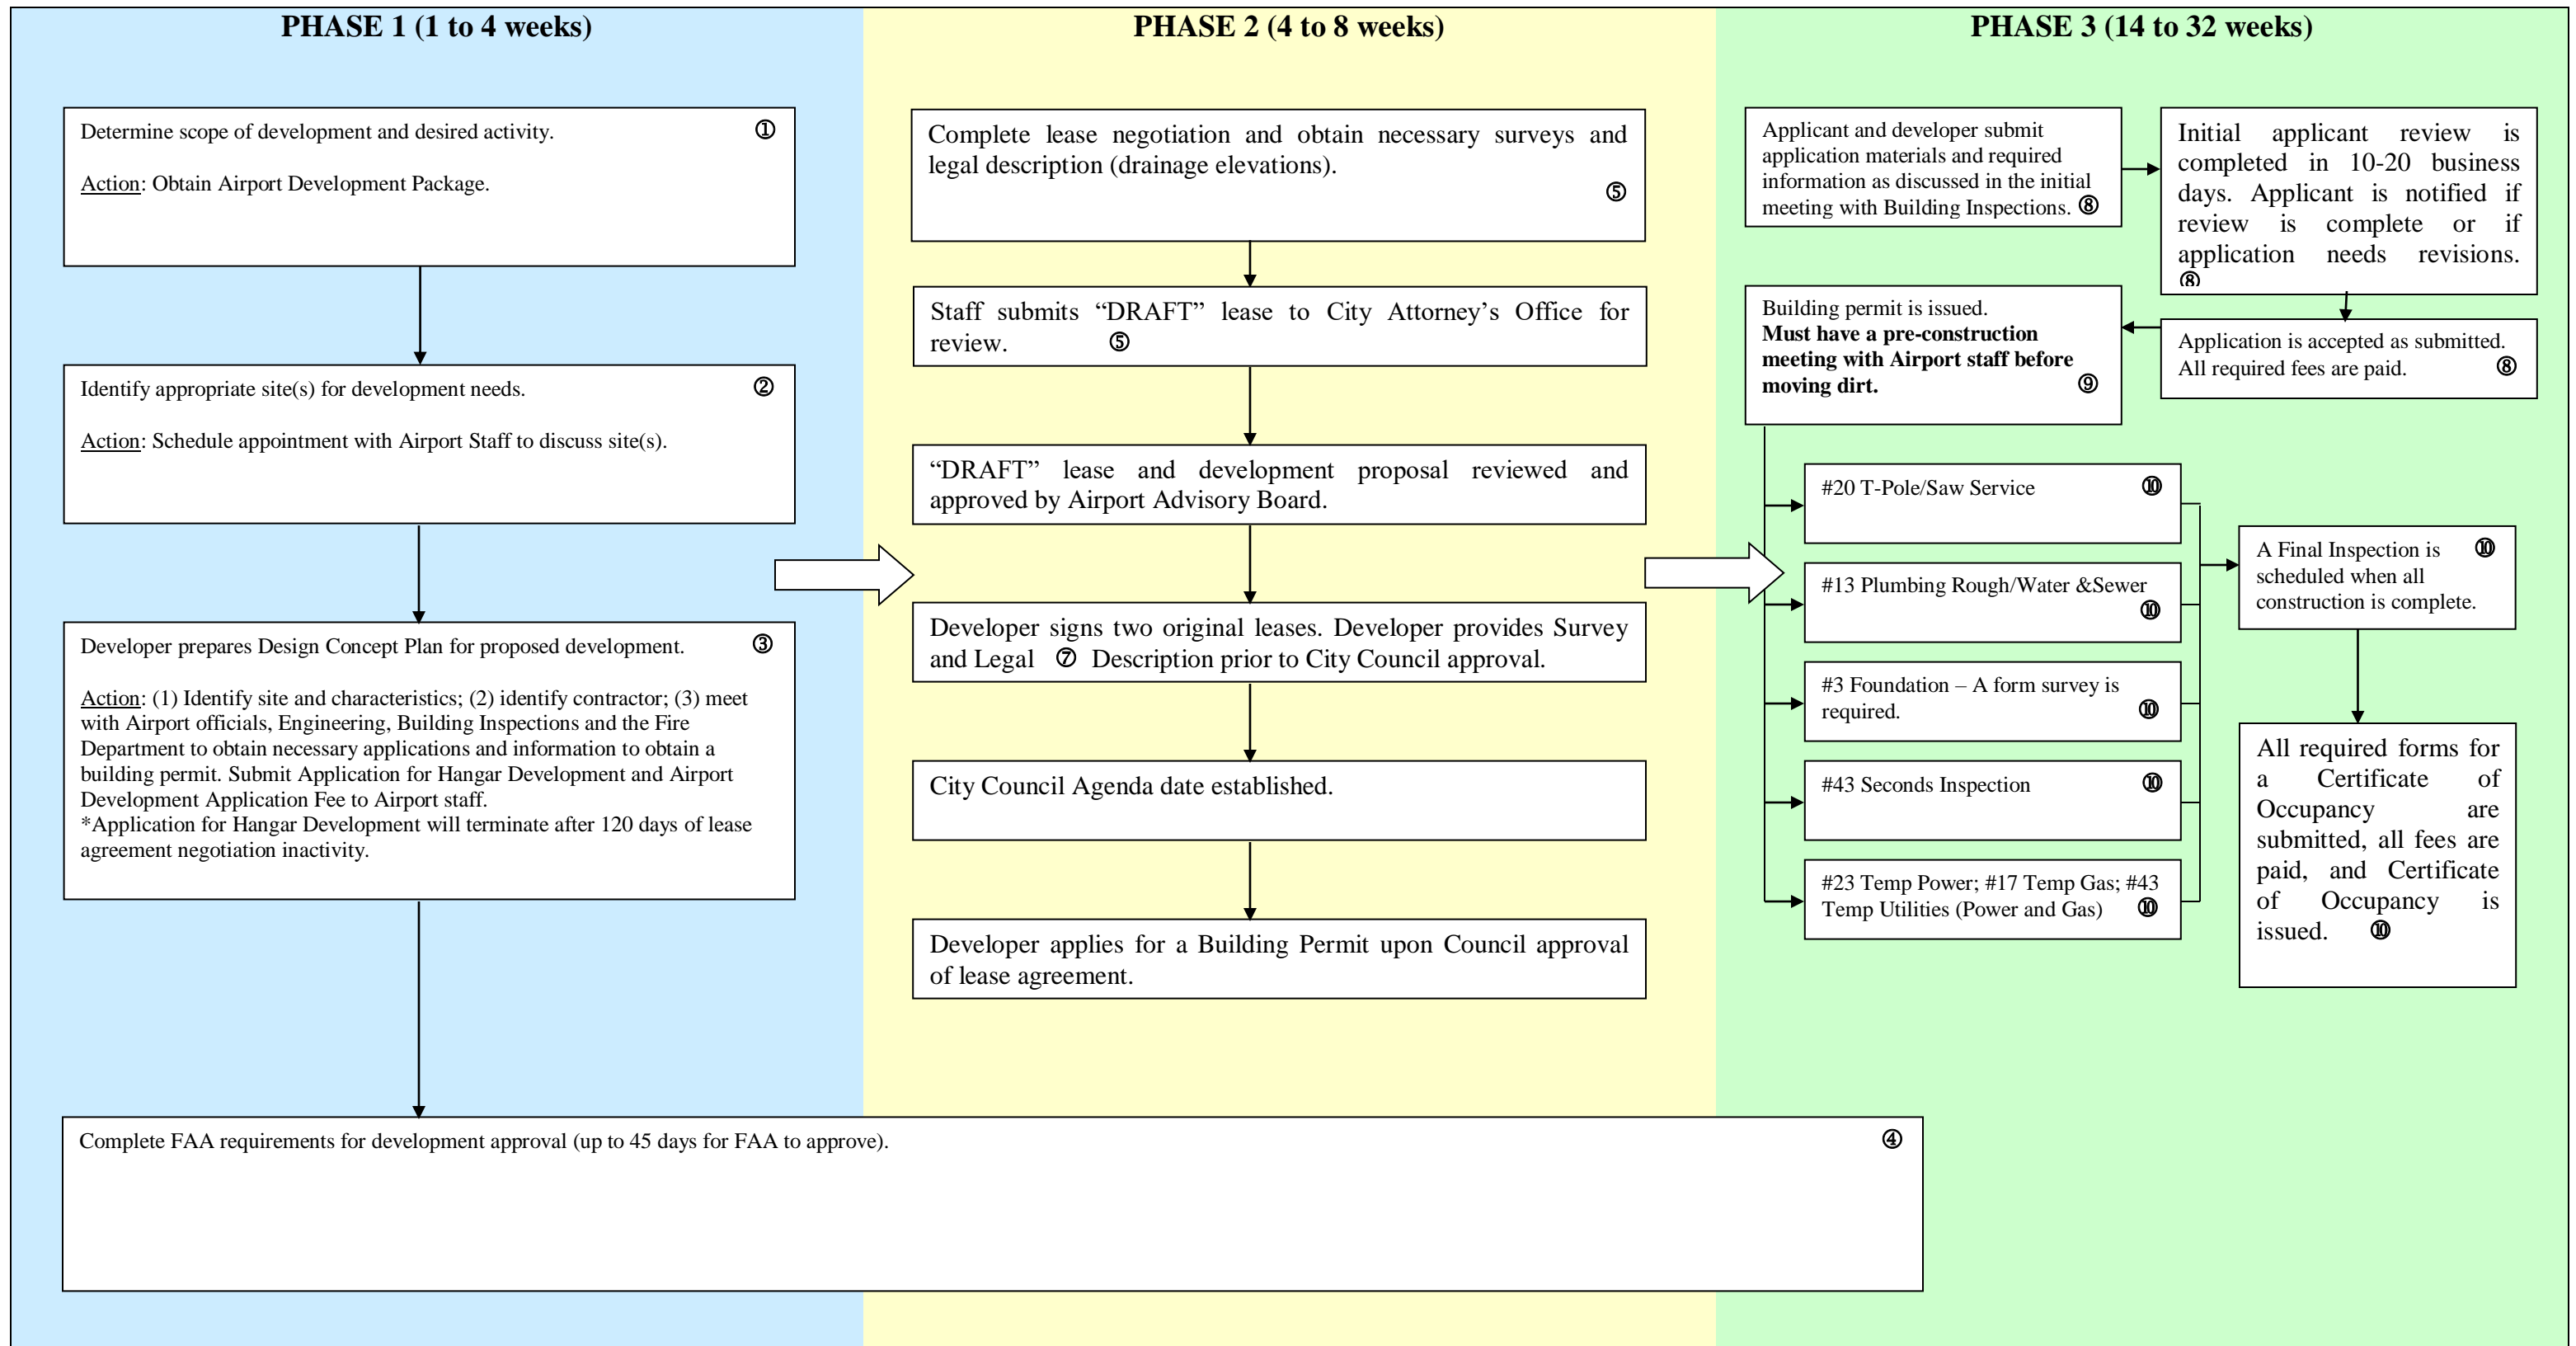 PHASE 1 (1 to 4 weeks)
Determine scope of development and desired activity. ①
Action: Obtain Airport Development Package.
Identify appropriate site(s) for development needs. ②
Action: Schedule appointment with Airport Staff to discuss site(s).
Developer prepares Design Concept Plan for proposed development. ③
Action: (1) Identify site and characteristics; (2) identify contractor; (3) meet
with Airport officials, Engineering, Building Inspections and the Fire
Department to obtain necessary applications and information to obtain a
building permit. Submit Application for Hangar Development and Airport
Development Application Fee to Airport staff.
*Application for Hangar Development will terminate after 120 days of lease
agreement negotiation inactivity.
Complete FAA requirements for development approval (up to 45 days for FAA to approve). ④
PHASE 2 (4 to 8 weeks)
Complete lease negotiation and obtain necessary surveys and
legal description (drainage elevations).
⑤
Staff submits “DRAFT” lease to City Attorney’s Office for
review. ⑤
“DRAFT” lease and development proposal reviewed and
approved by Airport Advisory Board.
Developer signs two original leases. Developer provides Survey
and Legal ⑦ Description prior to City Council approval.
City Council Agenda date established.
Developer applies for a Building Permit upon Council approval
of lease agreement.
PHASE 3 (14 to 32 weeks)
Applicant and developer submit
application materials and required
information as discussed in the initial
meeting with Building Inspections. ⑧
Initial applicant review is
completed in 10-20 business
days. Applicant is notified if
review is complete or if
application needs revisions.
⑧
Application is accepted as submitted.
All required fees are paid. ⑧
Building permit is issued.
Must have a pre-construction
meeting with Airport staff before
moving dirt. ⑨
#20 T-Pole/Saw Service ⑩
#13 Plumbing Rough/Water &Sewer
⑩
#3 Foundation – A form survey is
required. ⑩
#43 Seconds Inspection ⑩
#23 Temp Power; #17 Temp Gas; #43
Temp Utilities (Power and Gas) ⑩
A Final Inspection is ⑩
scheduled when all
construction is complete.
All required forms for
a Certificate of
Occupancy are
submitted, all fees are
paid, and Certificate
of Occupancy is
issued. ⑩